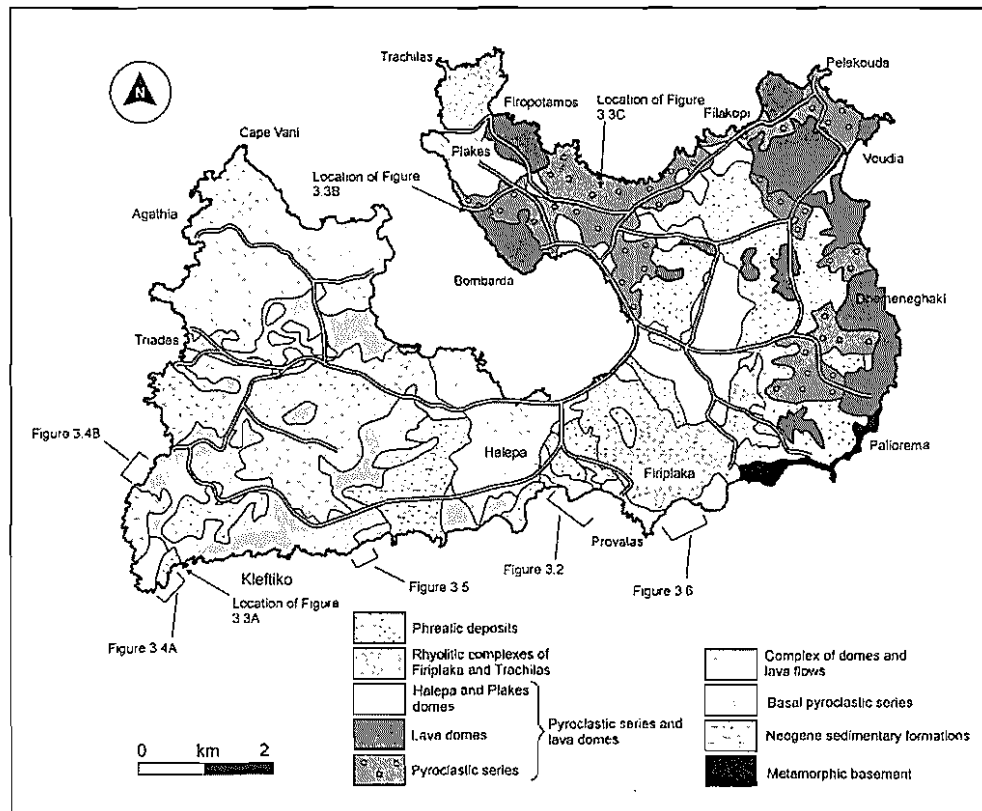 Trachilas
Pelekouda
N
Firopotamos
Location of Figure
3.3C
Filakopi
Cape Vani
Plakes
Voudia
Location of Figure
3.3B
Agathia
Bombarda
Dhemeneghaki
Triades
Figure 3.4B
Halepa
Firiplaka
Paliorema
Provatas
Figure 3.2
Kleftiko
Figure 3.5
Figure 3.6
Location of Figure
3.3A
Figure 3.4A
Phreatic deposits
Rhyolitic complexes of
Firiplaka and Trachilas
Halepa and Plakes
domes
Lava domes
Pyroclastic series
Pyroclastic series and
lava domes
Complex of domes and
lava flows
Basal pyroclastic series
Neogene sedimentary formations
Metamorphic basement
0 km 2